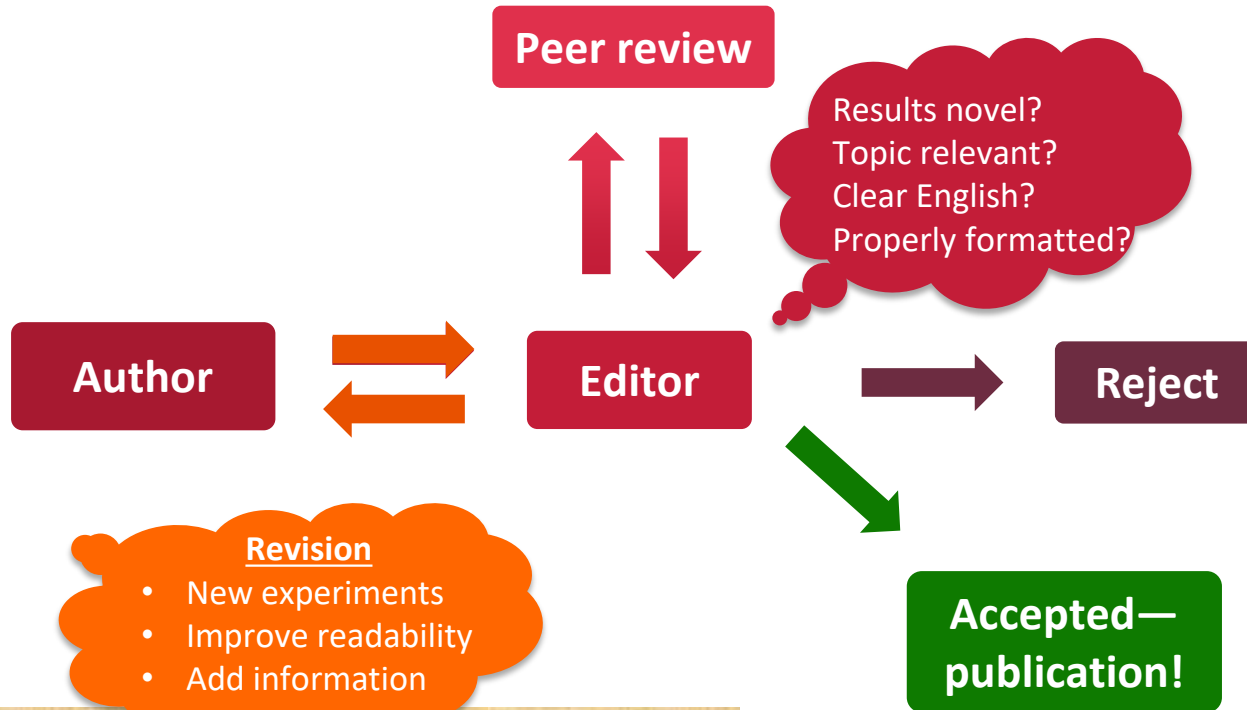 Peer review
Results novel?
Topic relevant?
Clear English?
Properly formatted?
Author
Editor
Reject
Revision
• New experiments
• Improve readability
• Add information
Accepted—
publication!